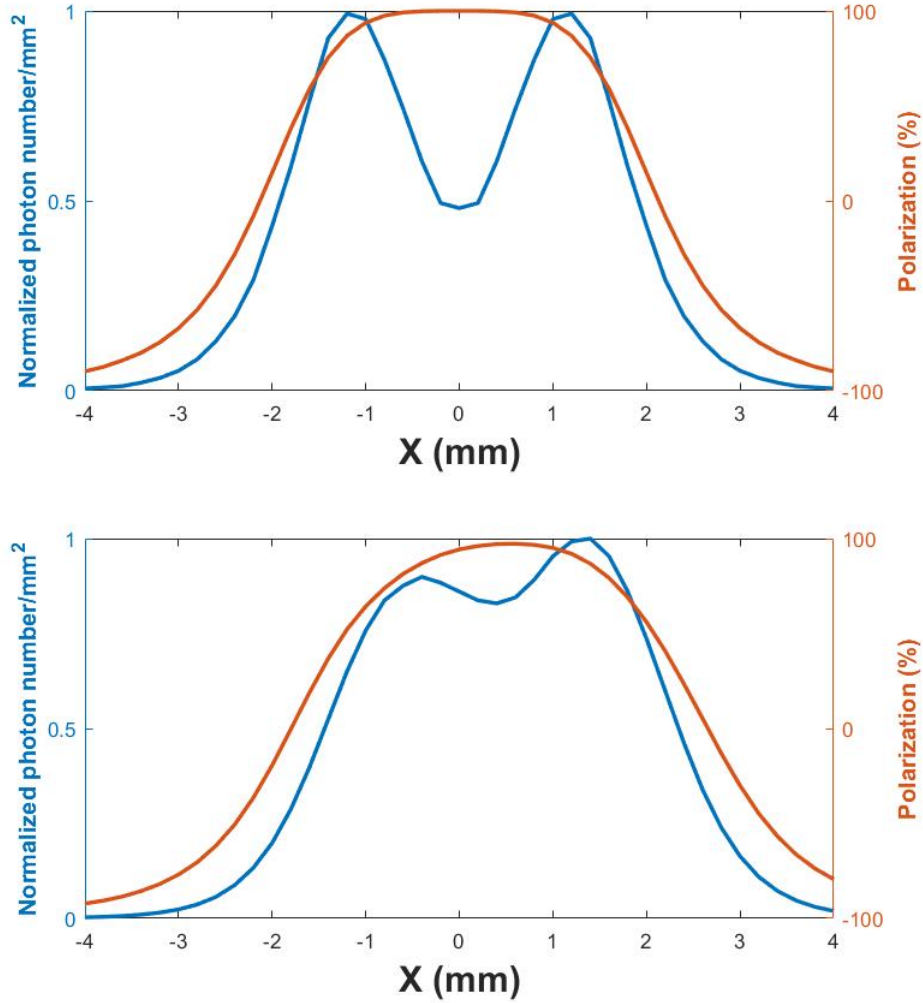 Normalized photon number/mm²
1
0.5
0
100
0
-100
Polarization (%)
-4 -3 -2 -1 0 1 2 3 4
X (mm)
Normalized photon number/mm²
1
0.5
0
100
0
-100
Polarization (%)
-4 -3 -2 -1 0 1 2 3 4
X (mm)